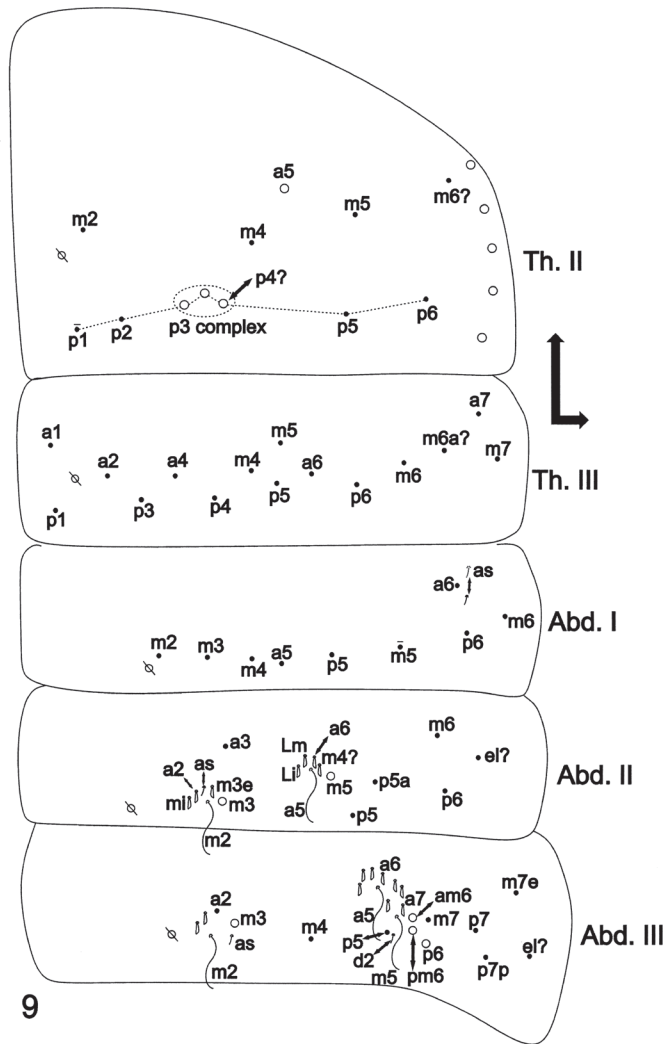 a5
m6?
m5
m2
m4
Th. II
p4?
p6
p1̄ p2 p3 complex p5
a7
a1 m5 m6a?
a2 a4 m4 a6 m7
m6 Th. III
p5 p6
p1 p3 p4
as
a6
m6 Abd. I
m2 m3 a5 p5 m̄5 p6
m4
a6 m6
a3 Lm
as m4? el?
a2 m3e Li Abd. II
mi m3 m5 p5a
a5 p5 p6
m2
a6
m7e
a2 a7 am6
m3 a5 m7 p7
m4
as p5 p6 el? Abd. III
d2 p7p
m2 m5 pm6
9